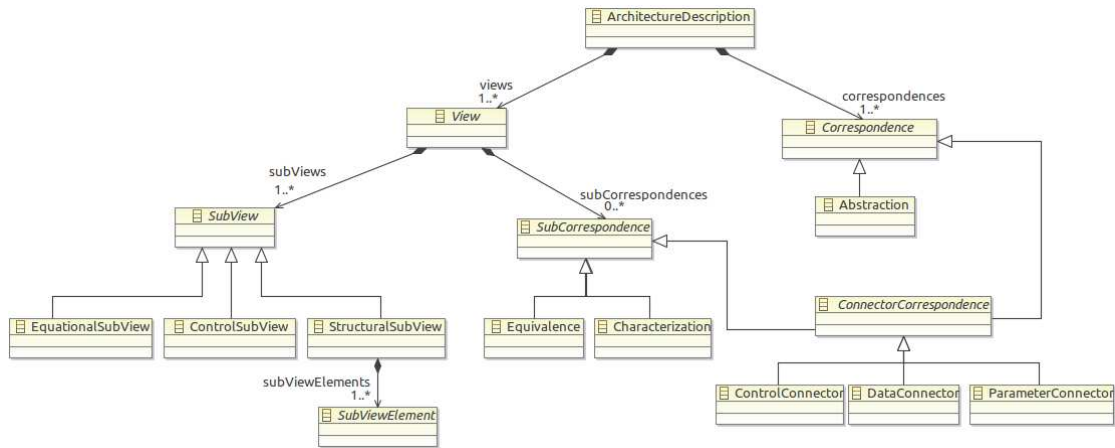 ArchitectureDescription
views
1..*
correspondences
1..*
View
Correspondence
subViews
1..*
subCorrespondences
0..*
Abstraction
SubView
SubCorrespondence
ConnectorCorrespondence
EquationalSubView
ControlSubView
StructuralSubView
Equivalence
Characterization
subViewElements
1..*
ControlConnector
DataConnector
ParameterConnector
SubViewElement